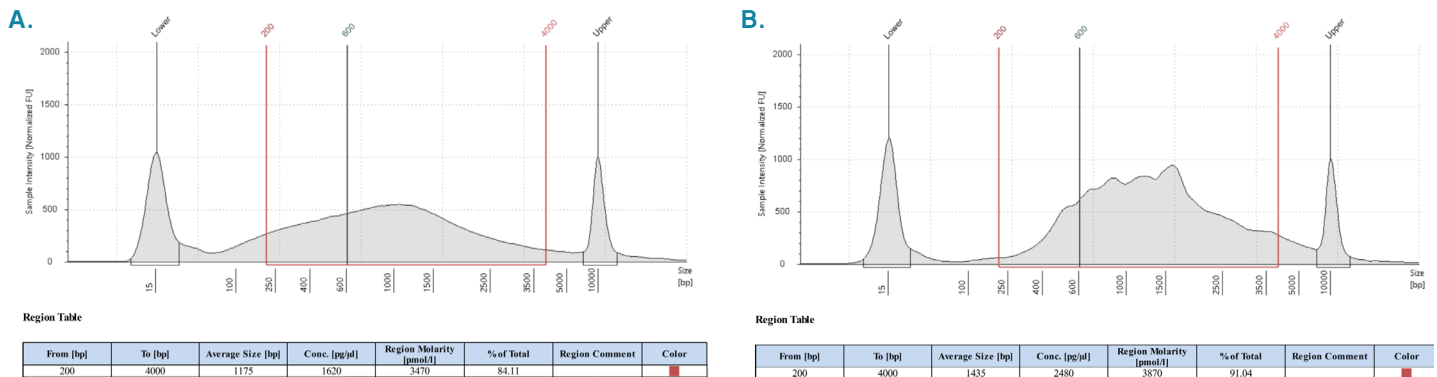 A.
Lower
200
600
4000
Upper
2000
1500
1000
500
0
Sample Intensity [Normalized FU]
15
100
250
400
600
1000
1500
2500
3500
5000
10000
Size
[bp]
Region Table
From [bp] To [bp] Average Size [bp] Conc. [pg/µl] Region Molarity [pmol/l] % of Total Region Comment Color
200 4000 1175 1620 3470 84.11
B.
Lower
200
600
4000
Upper
2000
1500
1000
500
0
Sample Intensity [Normalized FU]
15
100
250
400
600
1000
1500
2500
3500
5000
10000
Size
[bp]
Region Table
From [bp] To [bp] Average Size [bp] Conc. [pg/µl] Region Molarity [pmol/l] % of Total Region Comment Color
200 4000 1435 2480 3870 91.04